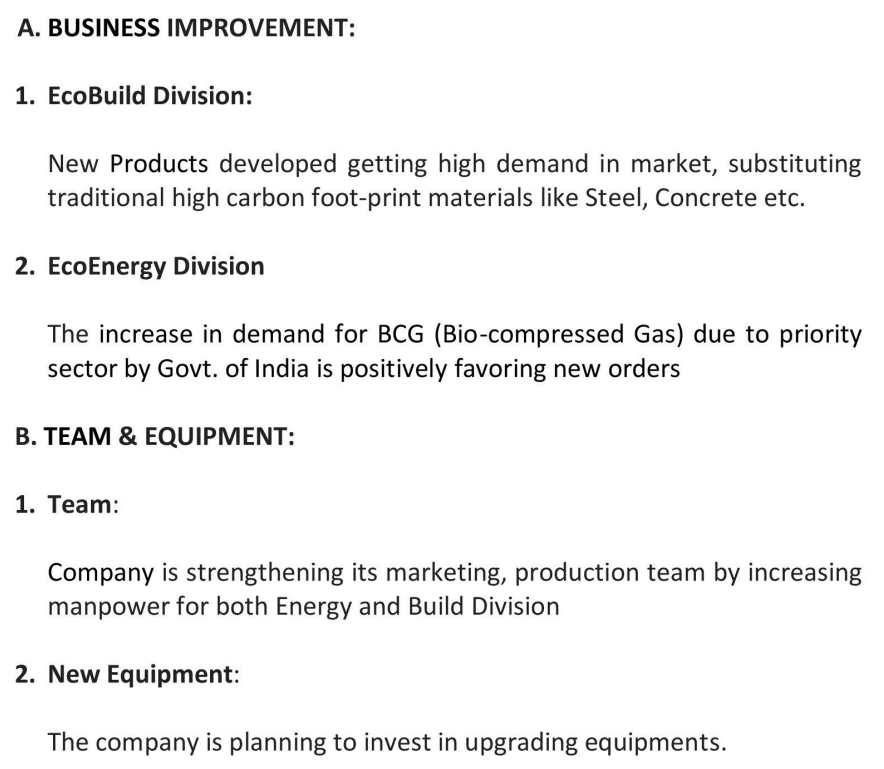 A. BUSINESS IMPROVEMENT:
1. EcoBuild Division:
New Products developed getting high demand in market, substituting
traditional high carbon foot-print materials like Steel, Concrete etc.
2. EcoEnergy Division
The increase in demand for BCG (Bio-compressed Gas) due to priority
sector by Govt. of India is positively favoring new orders
B. TEAM & EQUIPMENT:
1. Team:
Company is strengthening its marketing, production team by increasing
manpower for both Energy and Build Division
2. New Equipment:
The company is planning to invest in upgrading equipments.